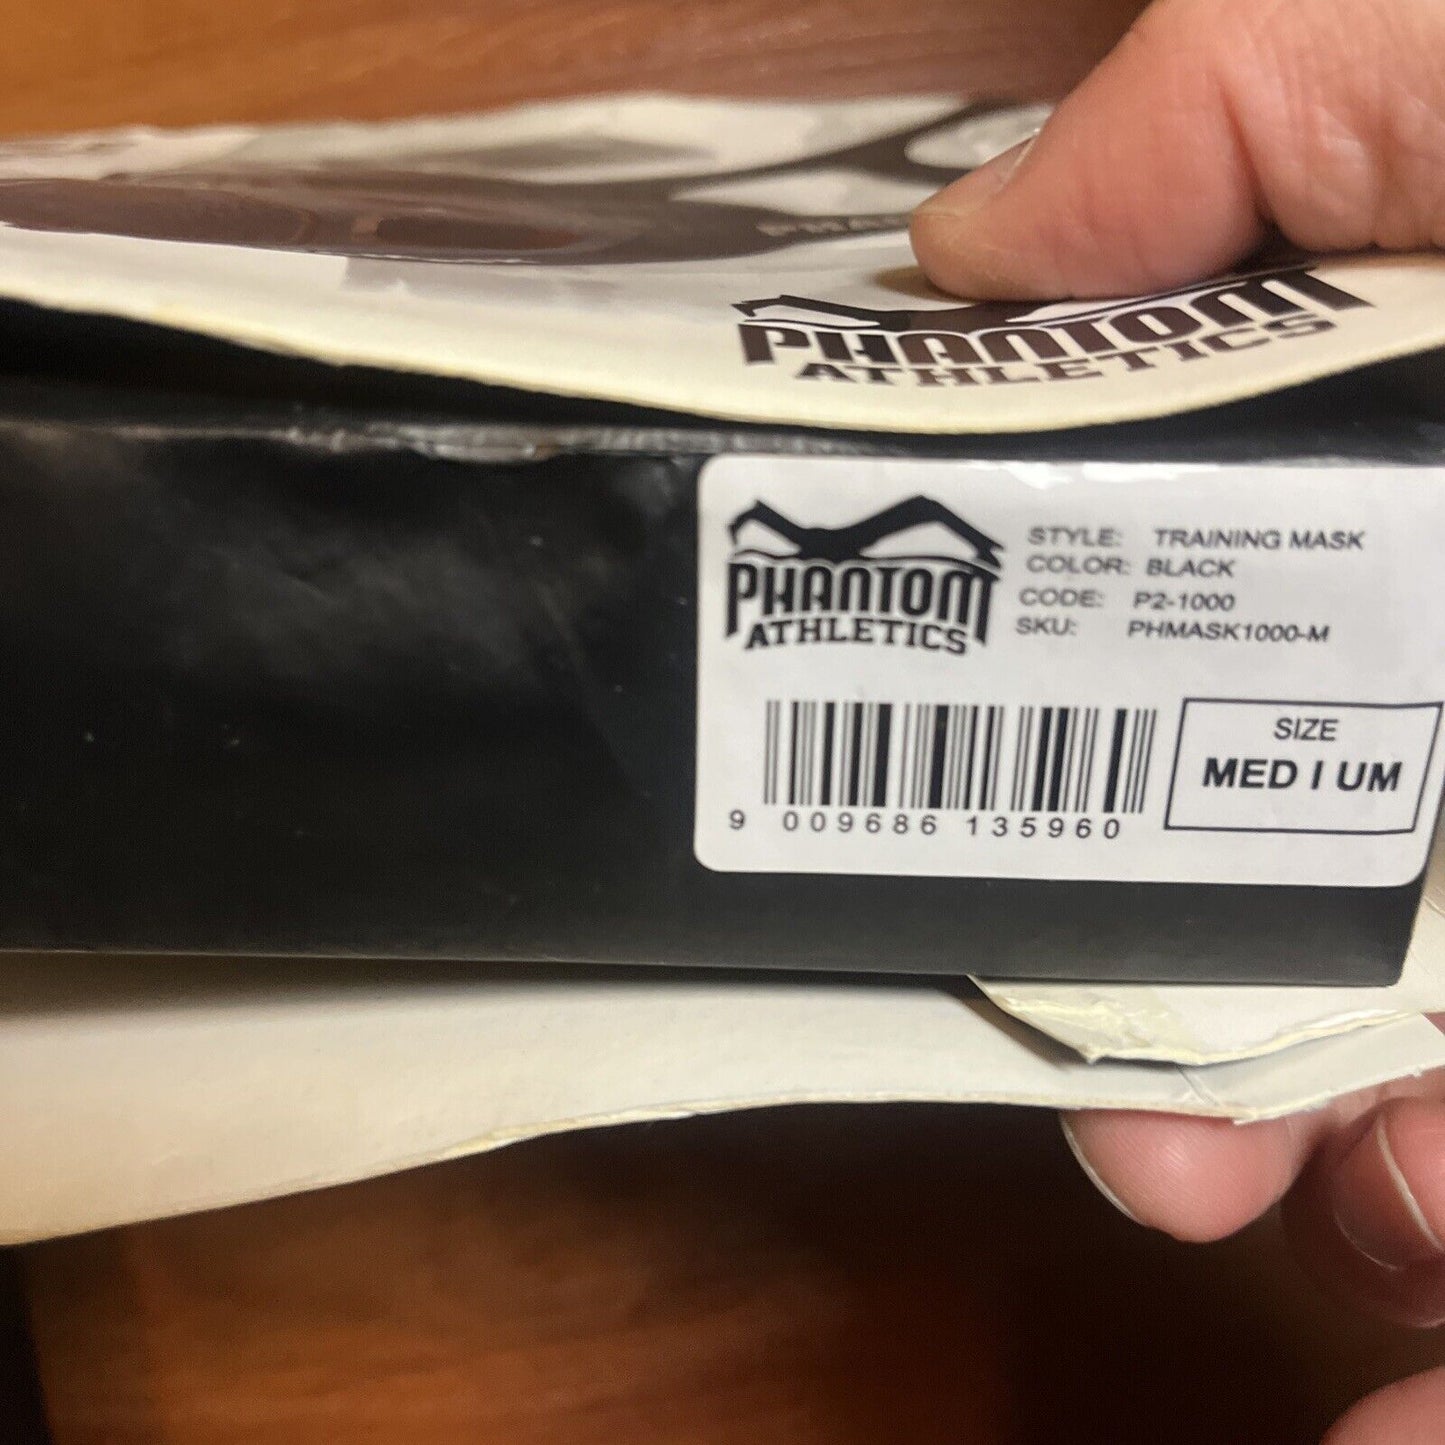 PHANTOM
ATHLETICS
PHANTOM
ATHLETICS
STYLE: TRAINING MASK
COLOR: BLACK
CODE: P2-1000
SKU: PHMASK1000-M
9 009686 135960
SIZE
MED I UM